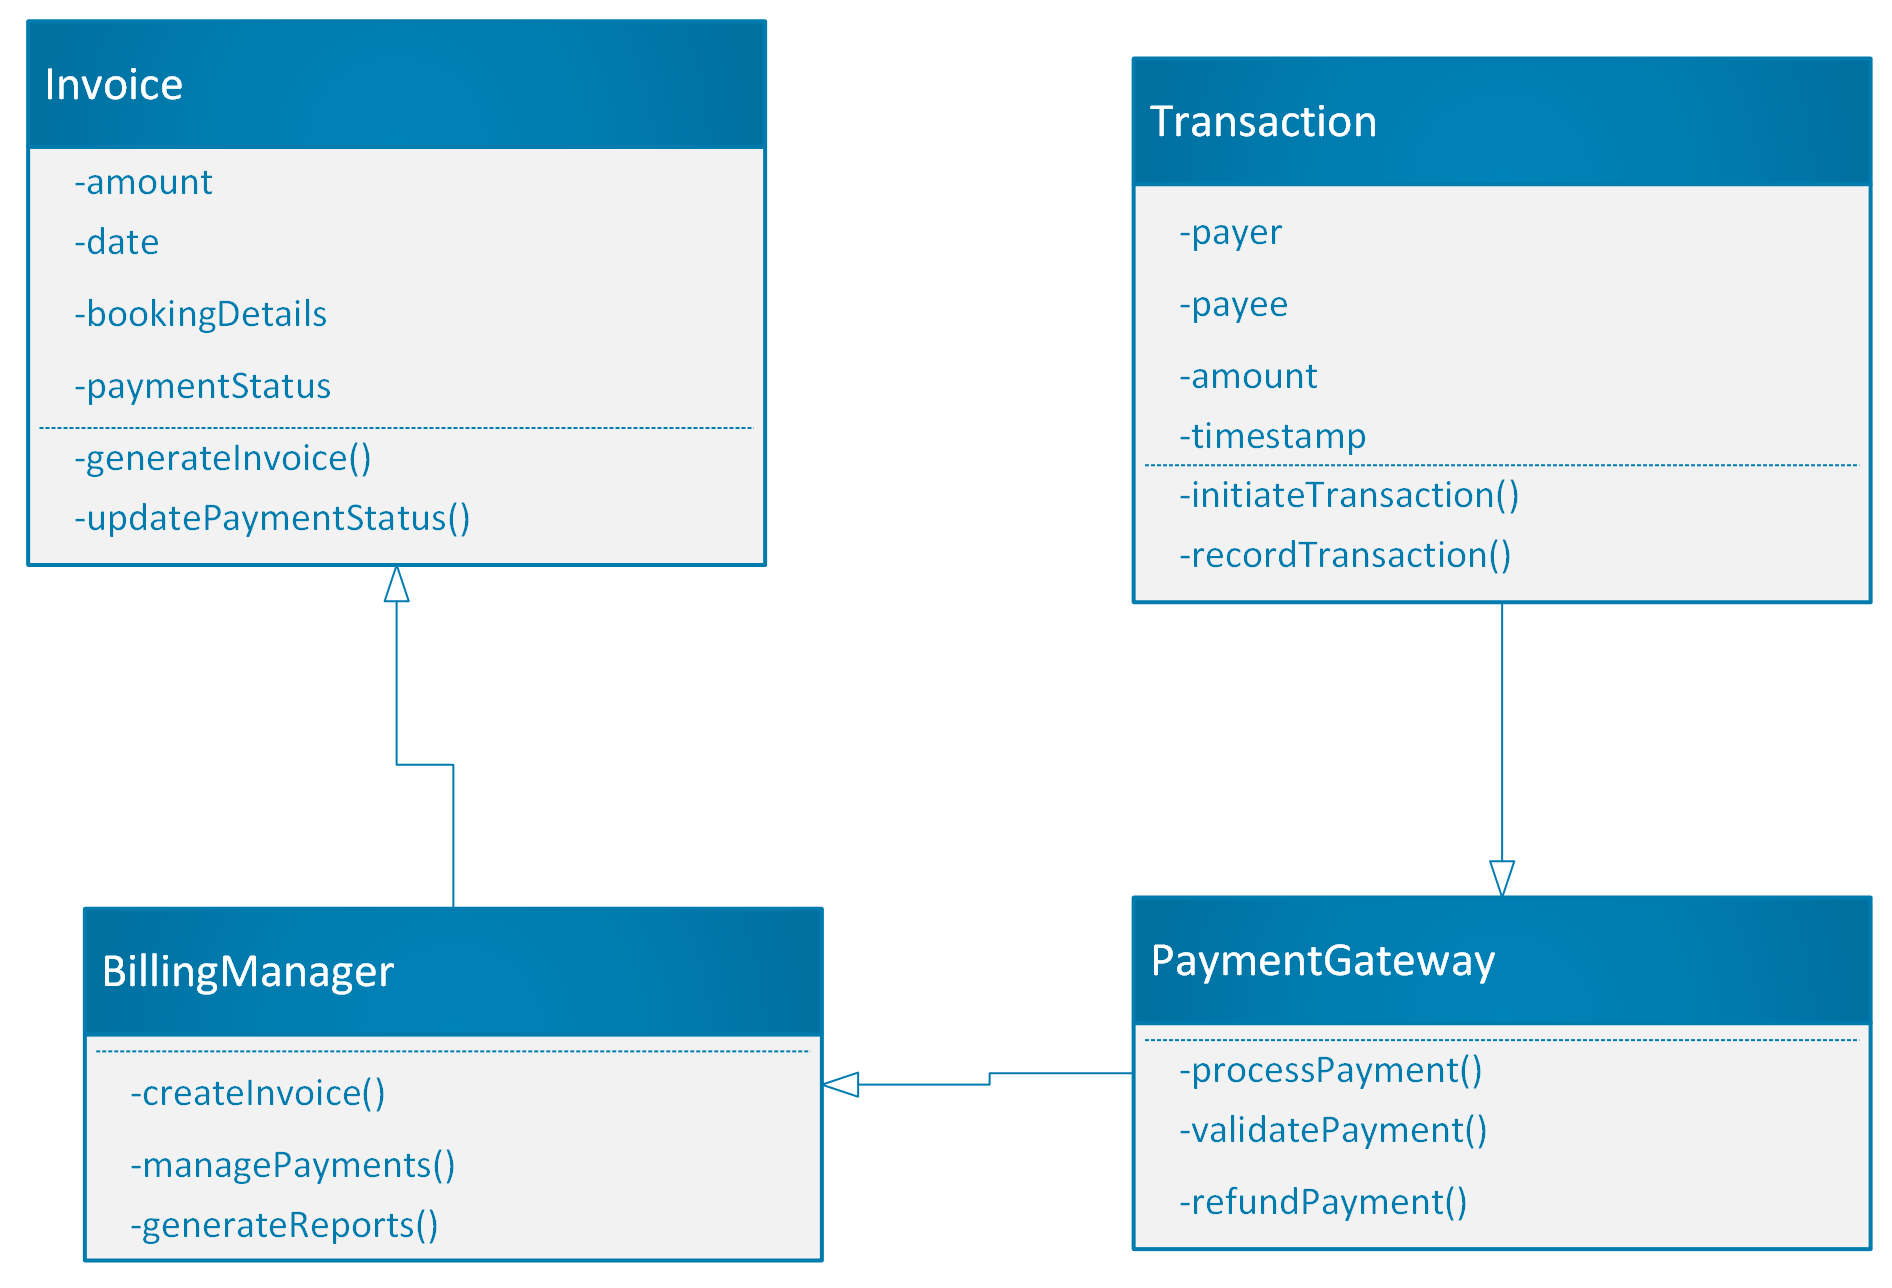 Invoice
-amount
-date
-bookingDetails
-paymentStatus
-generateInvoice()
-updatePaymentStatus()
Transaction
-payer
-payee
-amount
-timestamp
-initiateTransaction()
-recordTransaction()
BillingManager
-createInvoice()
-managePayments()
-generateReports()
PaymentGateway
-processPayment()
-validatePayment()
-refundPayment()